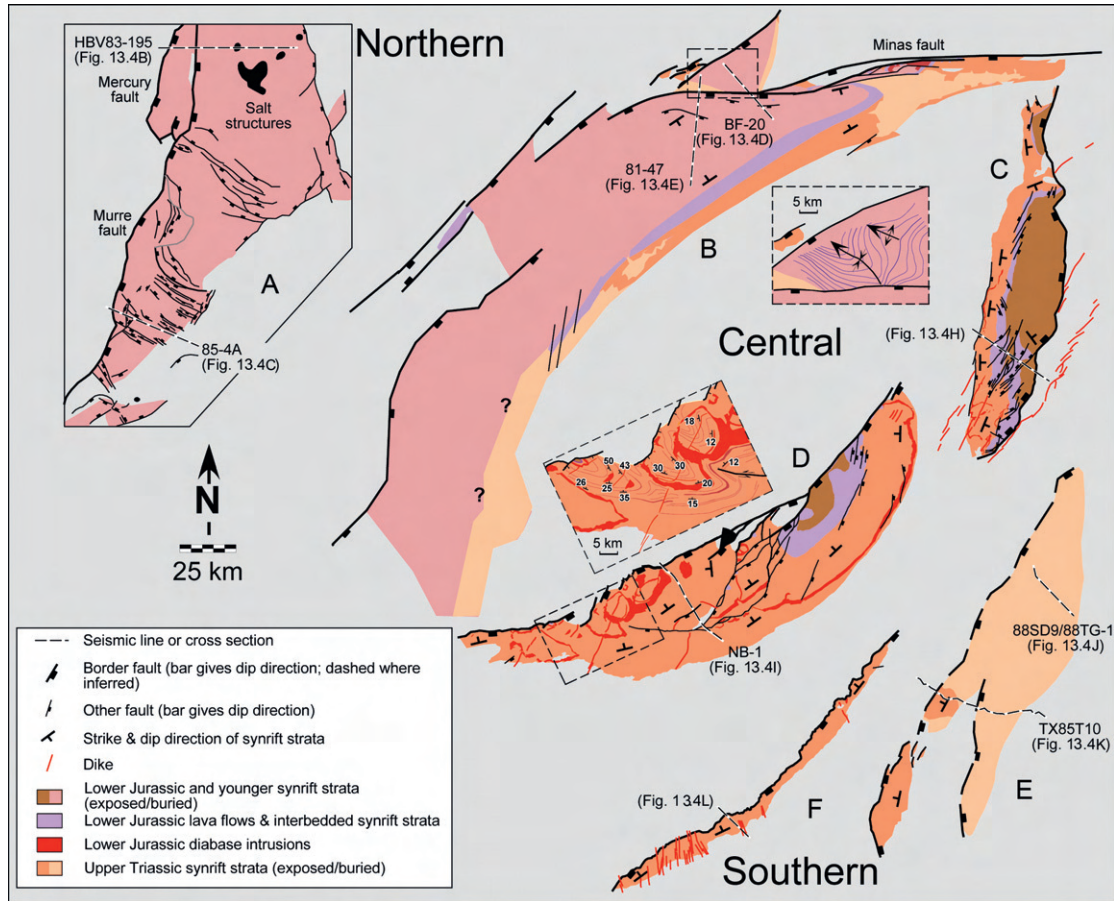 Northern
HBV83-195
(Fig. 13.4B)
Mercury
fault
Salt
structures
Murre
fault
A
85-4A
(Fig. 13.4C)
Minas fault
BF-20
(Fig. 13.4D)
81-47
(Fig. 13.4E)
B
5 km
C
?
?
Central
(Fig. 13.4H)
18
12
50
43
30
30
12
26
25
35
20
15
5 km
D
N
25 km
NB-1
(Fig. 13.4I)
88SD9/88TG-1
(Fig. 13.4J)
TX85T10
(Fig. 13.4K)
E
(Fig. 13.4L)
F
Southern
Seismic line or cross section
Border fault (bar gives dip direction; dashed where
inferred)
Other fault (bar gives dip direction)
Strike & dip direction of synrift strata
Dike
Lower Jurassic and younger synrift strata
(exposed/buried)
Lower Jurassic lava flows & interbedded synrift strata
Lower Jurassic diabase intrusions
Upper Triassic synrift strata (exposed/buried)